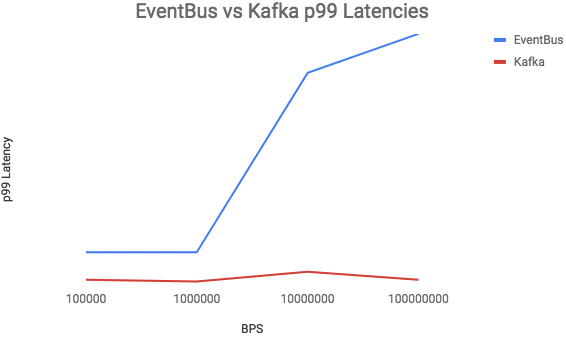 EventBus vs Kafka p99 Latencies
EventBus
Kafka
p99 Latency
100000
1000000
10000000
100000000
BPS